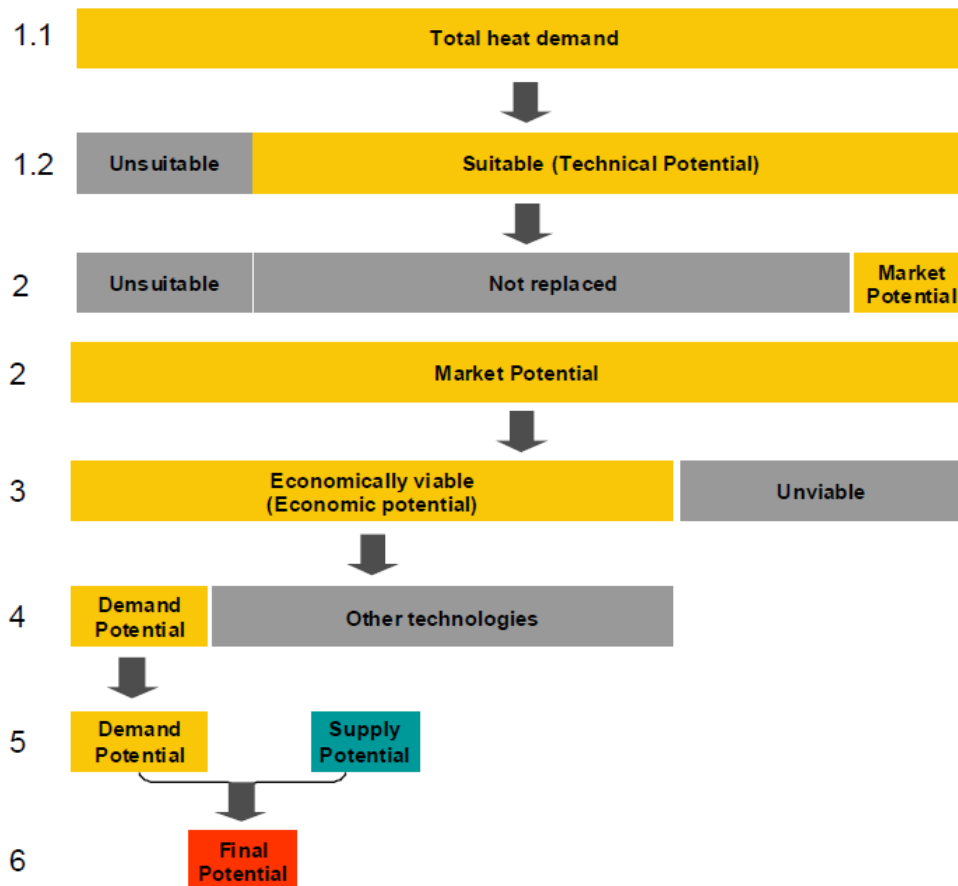 1.1
Total heat demand
1.2
Unsuitable
Suitable (Technical Potential)
2
Unsuitable
Not replaced
Market
Potential
2
Market Potential
3
Economically viable
(Economic potential)
Unviable
4
Demand
Potential
Other technologies
5
Demand
Potential
Supply
Potential
6
Final
Potential